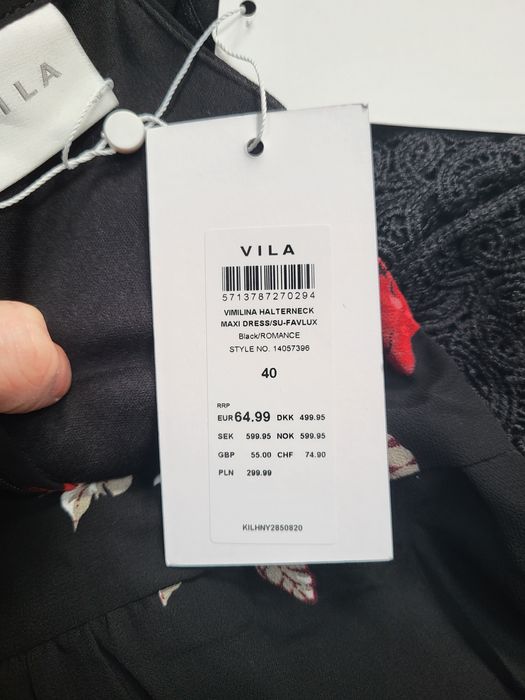 VILA
VILA
5713787270294
VIMILINA HALTERNECK
MAXI DRESS/SU-FAVLUX
Black/ROMANCE
STYLE NO. 14057396
40
RRP
EUR 64.99 DKK 499.95
SEK 599.95 NOK 599.95
GBP 55.00 CHF 74.90
PLN 299.99
KILHNY2850820